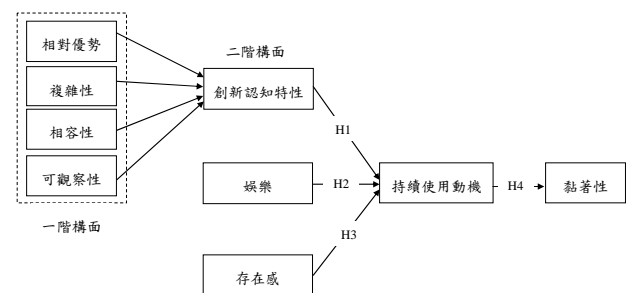 相對優勢
複雜性
相容性
可觀察性
一階構面
二階構面
創新認知特性
H1
娛樂
H2
持續使用動機
H4
黏著性
H3
存在感